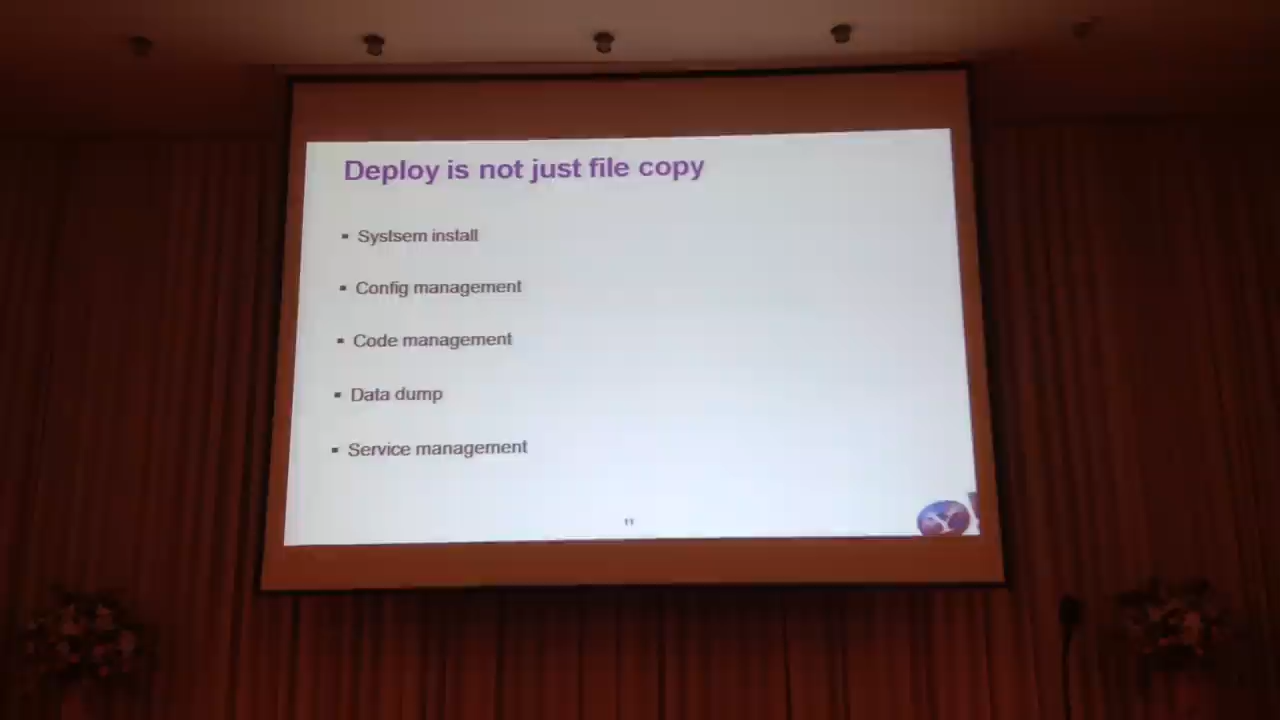 Deploy is not just file copy
▪ Systsem install
▪ Config management
▪ Code management
▪ Data dump
▪ Service management
11